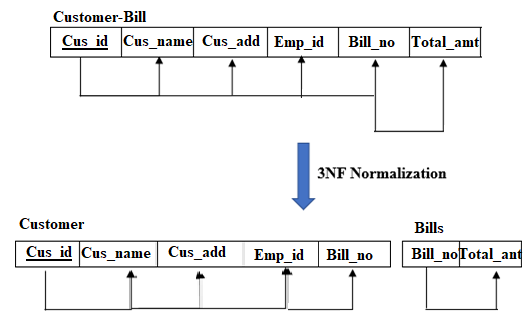 Customer-Bill
Cus_id Cus_name Cus_add Emp_id Bill_no Total_amt
3NF Normalization
Customer
Bills
Cus_id Cus_name Cus_add Emp_id Bill_no
Bill_no Total_amt